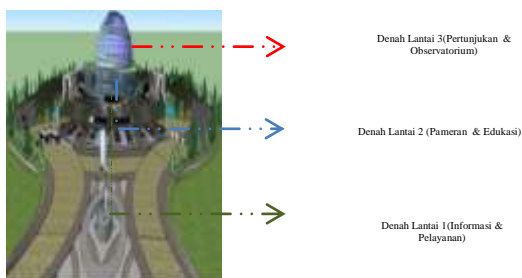 Denah Lantai 3(Pertunjukan &
Observatorium)
Denah Lantai 2 (Pameran & Edukasi)
Denah Lantai 1(Informasi &
Pelayanan)